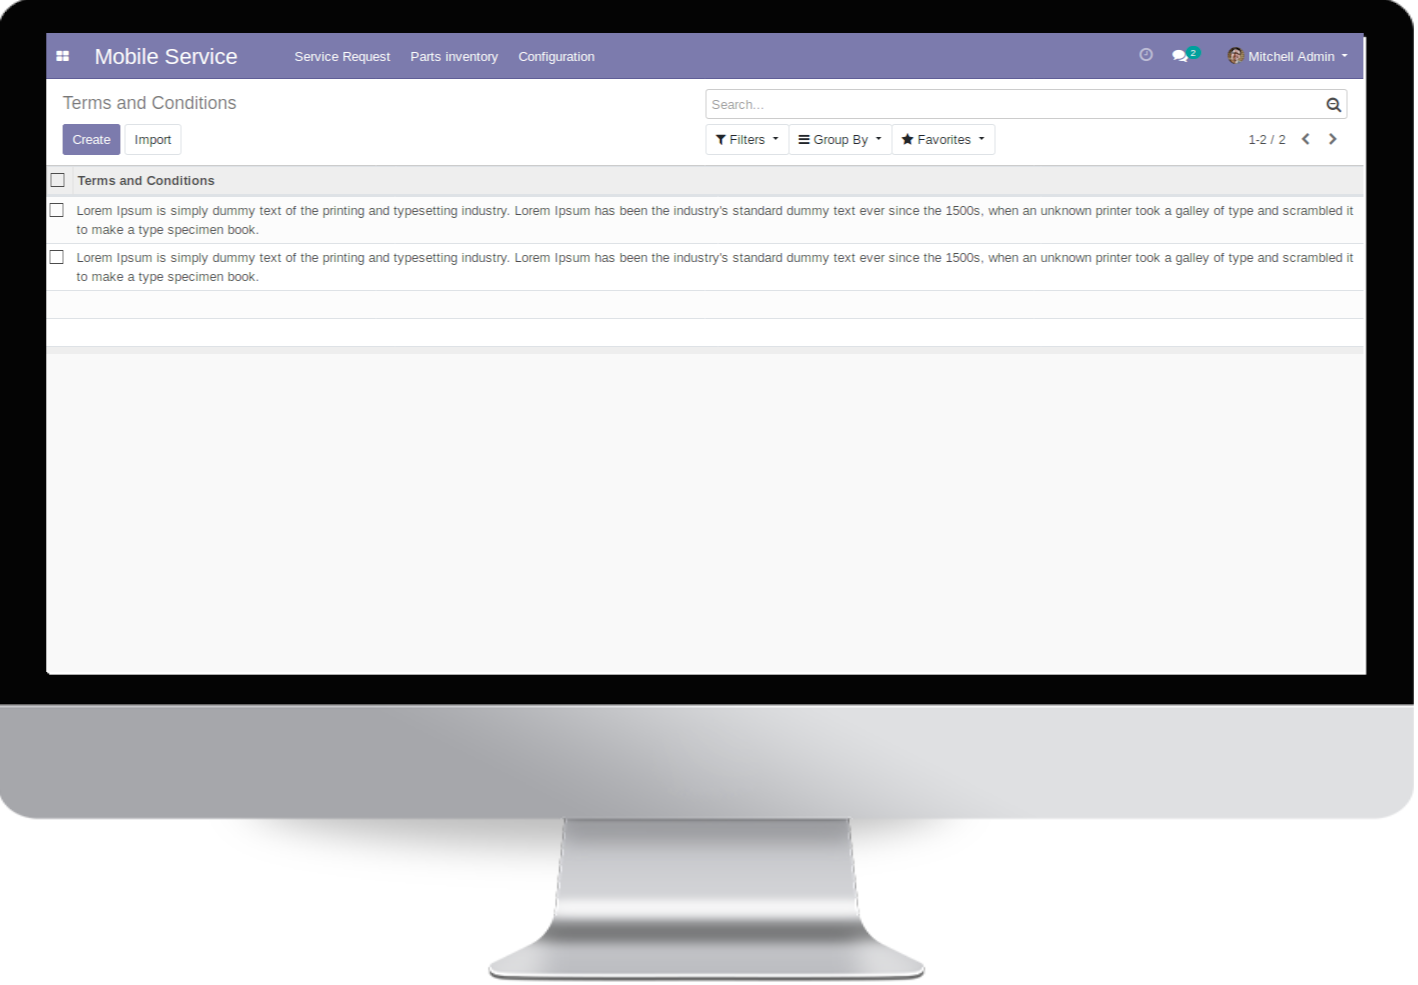 Mobile Service Service Request Parts inventory Configuration 2 Mitchell Admin
Terms and Conditions Search...
Create Import Filters Group By Favorites 1-2 / 2
Terms and Conditions
Lorem Ipsum is simply dummy text of the printing and typesetting industry. Lorem Ipsum has been the industry's standard dummy text ever since the 1500s, when an unknown printer took a galley of type and scrambled it
to make a type specimen book.
Lorem Ipsum is simply dummy text of the printing and typesetting industry. Lorem Ipsum has been the industry's standard dummy text ever since the 1500s, when an unknown printer took a galley of type and scrambled it
to make a type specimen book.